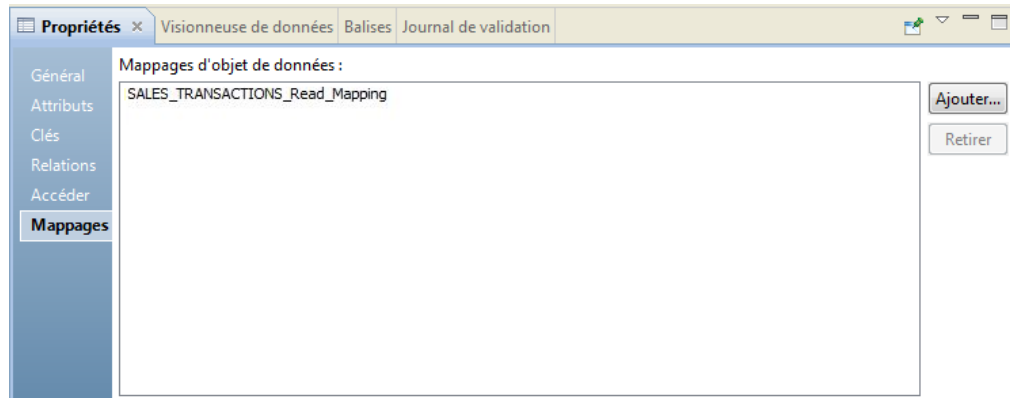 Propriétés Visionneuse de données Balises Journal de validation
Général
Attributs
Clés
Relations
Accéder
Mappages
Mappages d'objet de données :
SALES_TRANSACTIONS_Read_Mapping
Ajouter...
Retirer